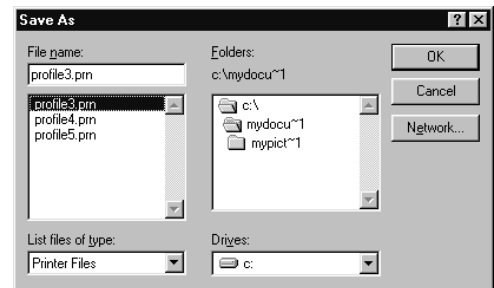 Save As
File name:
profile3.prn
profile3.prn
profile4.prn
profile5.prn
List files of type:
Printer Files
Folders:
c:\mydocu~1
c:\
mydocu~1
mypict~1
Drives:
c:
OK
Cancel
Network...